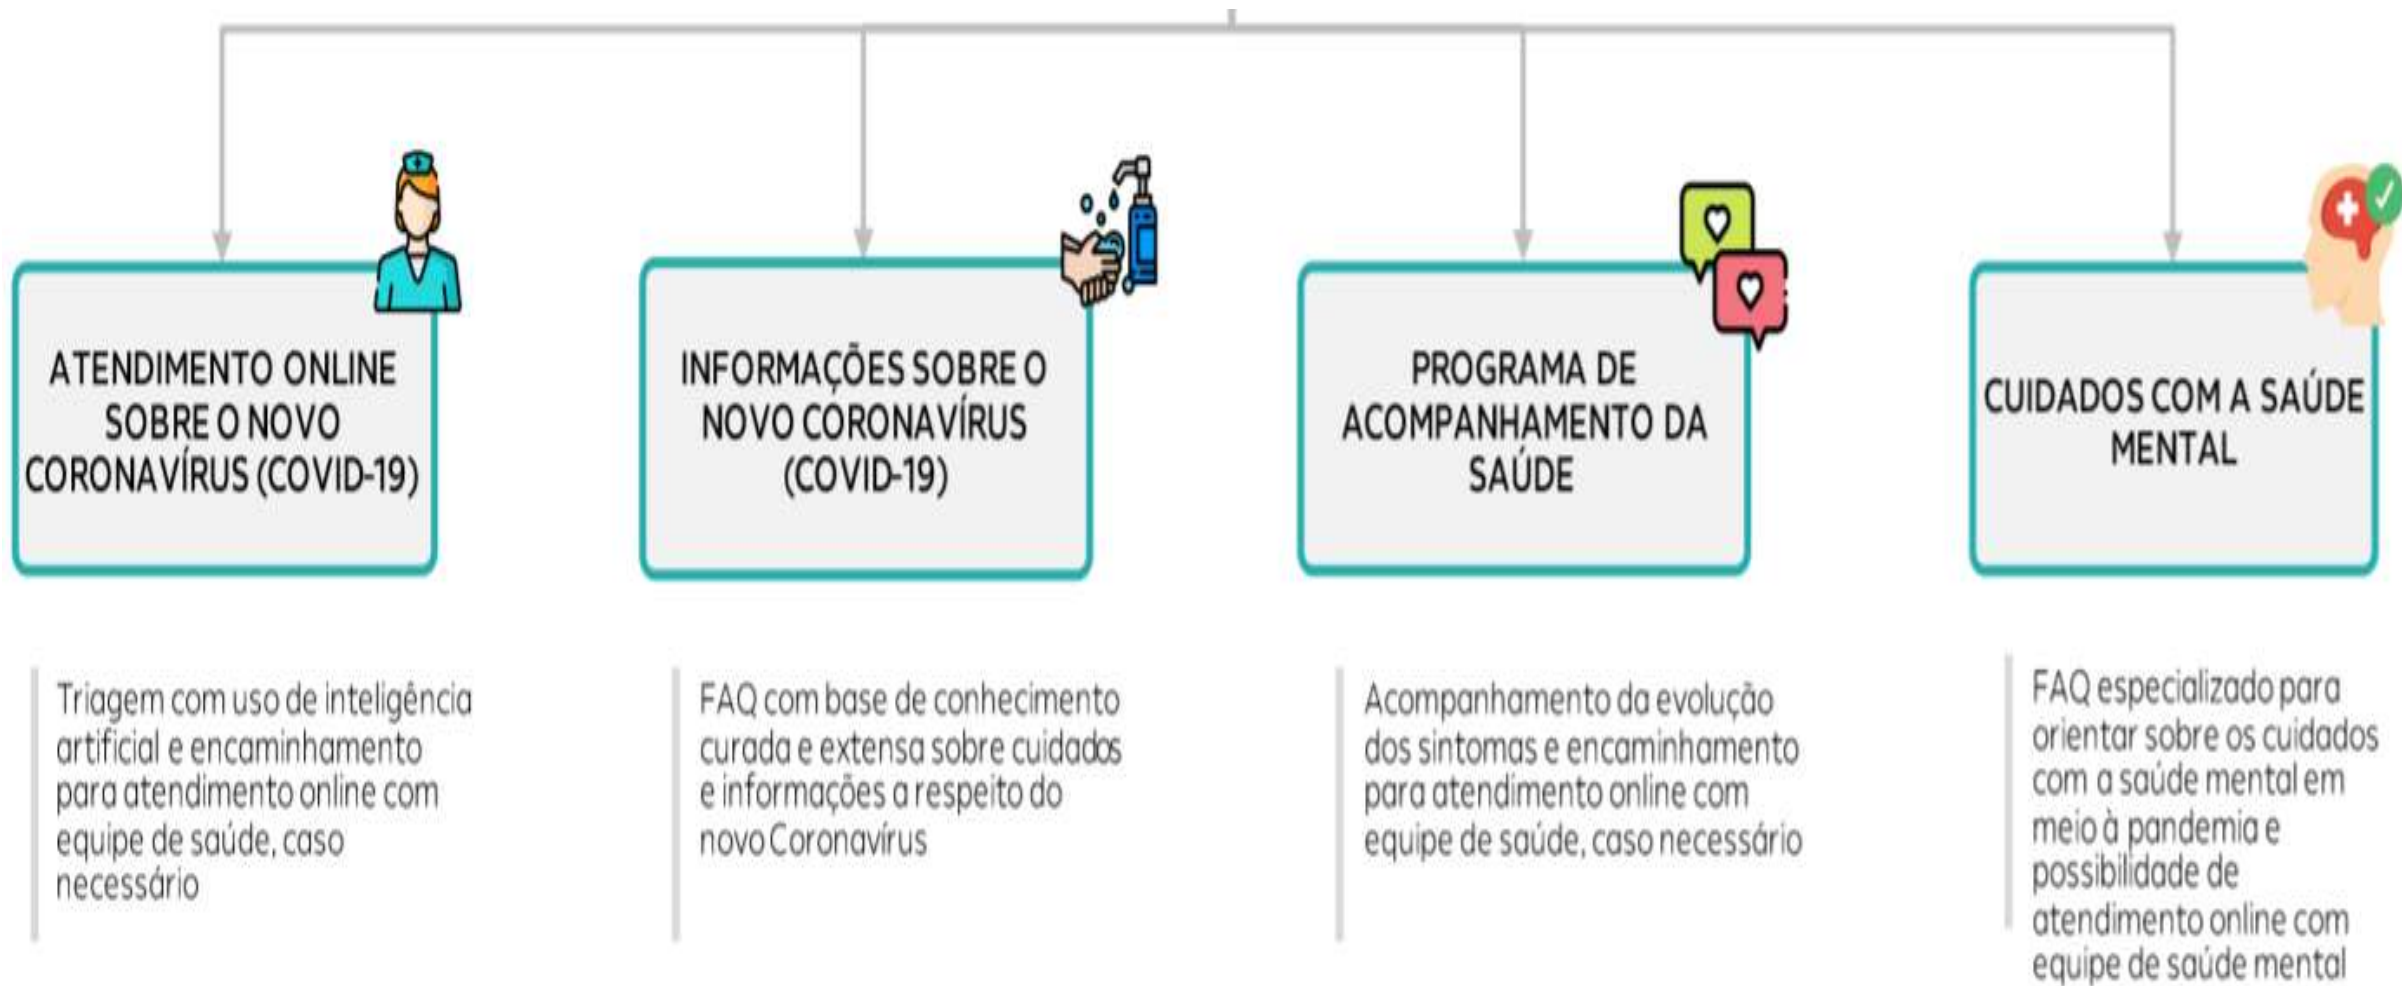 ATENDIMENTO ONLINE
SOBRE O NOVO
CORONAVÍRUS (COVID-19)
Triagem com uso de inteligência
artificial e encaminhamento
para atendimento online com
equipe de saúde, caso
necessário
INFORMAÇÕES SOBRE O
NOVO CORONAVÍRUS
(COVID-19)
FAQ com base de conhecimento
curada e extensa sobre cuidados
e informações a respeito do
novo Coronavírus
PROGRAMA DE
ACOMPANHAMENTO DA
SAÚDE
Acompanhamento da evolução
dos sintomas e encaminhamento
para atendimento online com
equipe de saúde, caso necessário
CUIDADOS COM A SAÚDE
MENTAL
FAQ especializado para
orientar sobre os cuidados
com a saúde mental em
meio à pandemia e
possibilidade de
atendimento online com
equipe de saúde mental